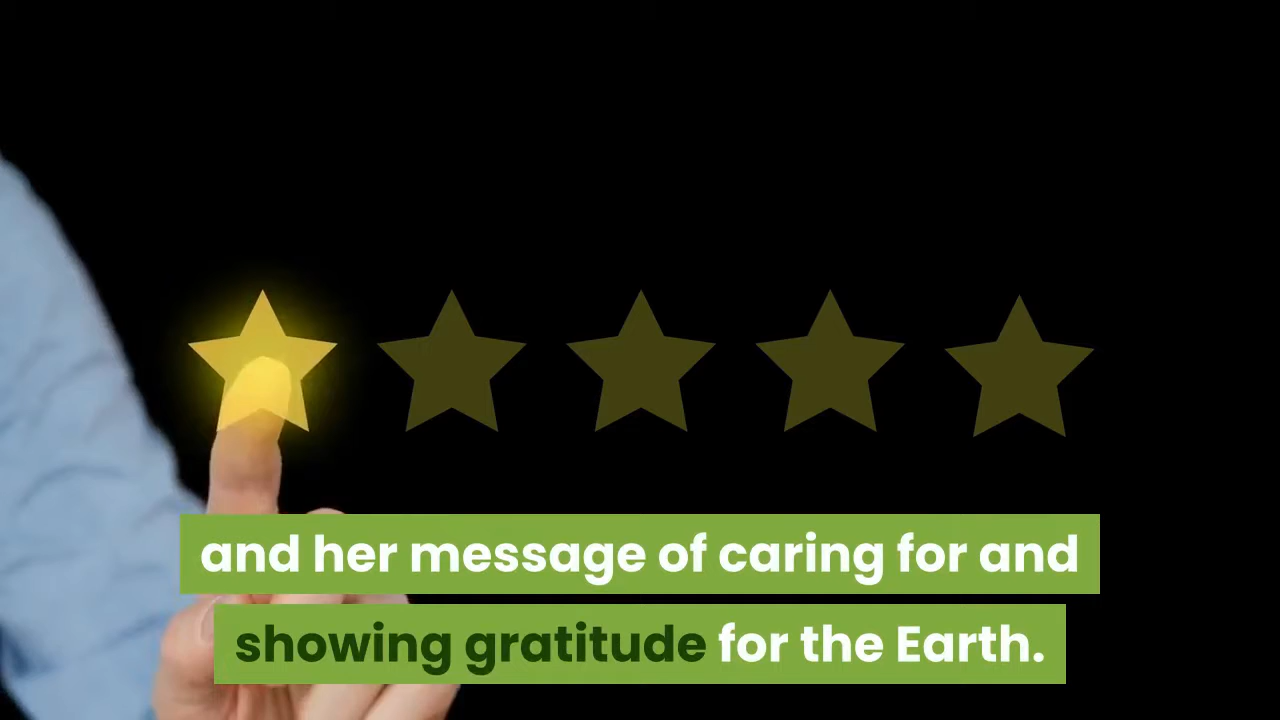 and her message of caring for and
showing gratitude for the Earth.